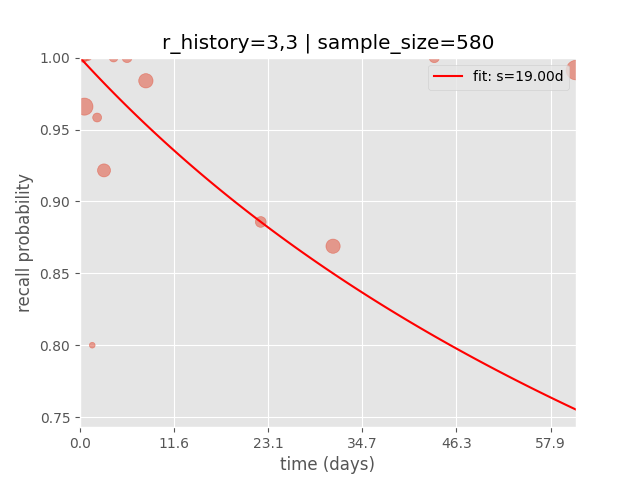 r_history=3,3 | sample_size=580
fit: s=19.00d
recall probability
1.00
0.95
0.90
0.85
0.80
0.75
0.0 11.6 23.1 34.7 46.3 57.9
time (days)